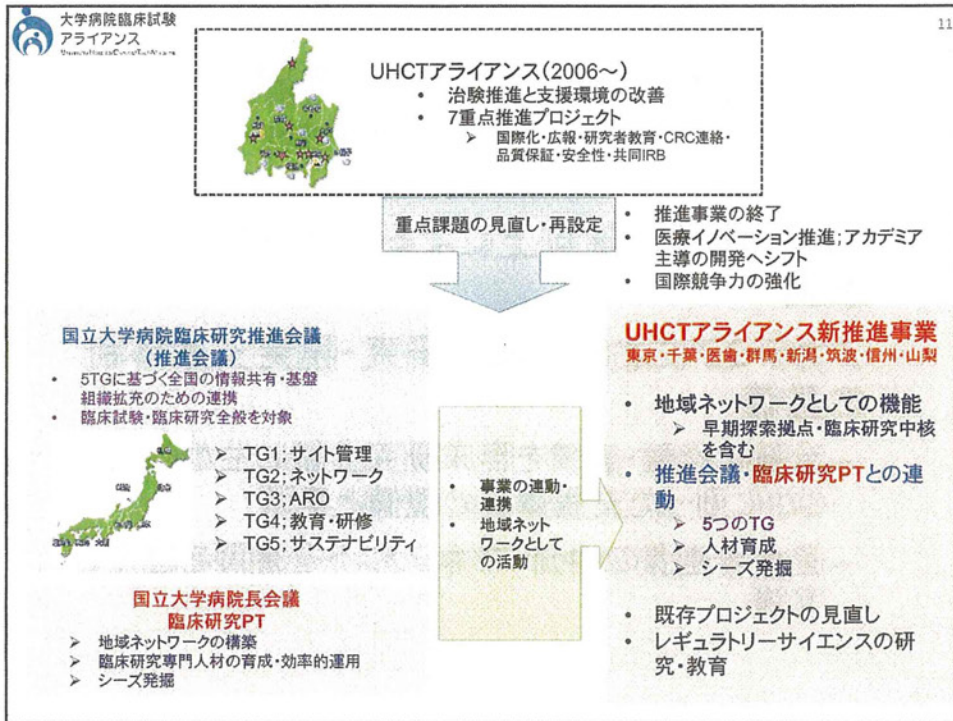 大学病院臨床試験
アライアンス
11
UHCTアライアンス(2006～)
• 治験推進と支援環境の改善
• 7重点推進プロジェクト
➢ 国際化・広報・研究者教育・CRC連絡・
品質保証・安全性・共同IRB
重点課題の見直し・再設定
• 推進事業の終了
• 医療イノベーション推進;アカデミア
主導の開発へシフト
• 国際競争力の強化
国立大学病院臨床研究推進会議
(推進会議)
• 5TGに基づく全国の情報共有・基盤
組織拡充のための連携
• 臨床試験・臨床研究全般を対象
➢ TG1;サイト管理
➢ TG2;ネットワーク
➢ TG3;ARO
➢ TG4;教育・研修
➢ TG5;サステナビリティ
国立大学病院長会議
臨床研究PT
➢ 地域ネットワークの構築
➢ 臨床研究専門人材の育成・効率的運用
➢ シーズ発掘
• 事業の連動・
連携
• 地域ネット
ワークとして
の活動
UHCTアライアンス新推進事業
東京・千葉・医歯・群馬・新潟・筑波・信州・山梨
• 地域ネットワークとしての機能
➢ 早期探索拠点・臨床研究中核
を含む
• 推進会議・臨床研究PTとの連
動
➢ 5つのTG
➢ 人材育成
➢ シーズ発掘
• 既存プロジェクトの見直し
• レギュラトリーサイエンスの研
究・教育